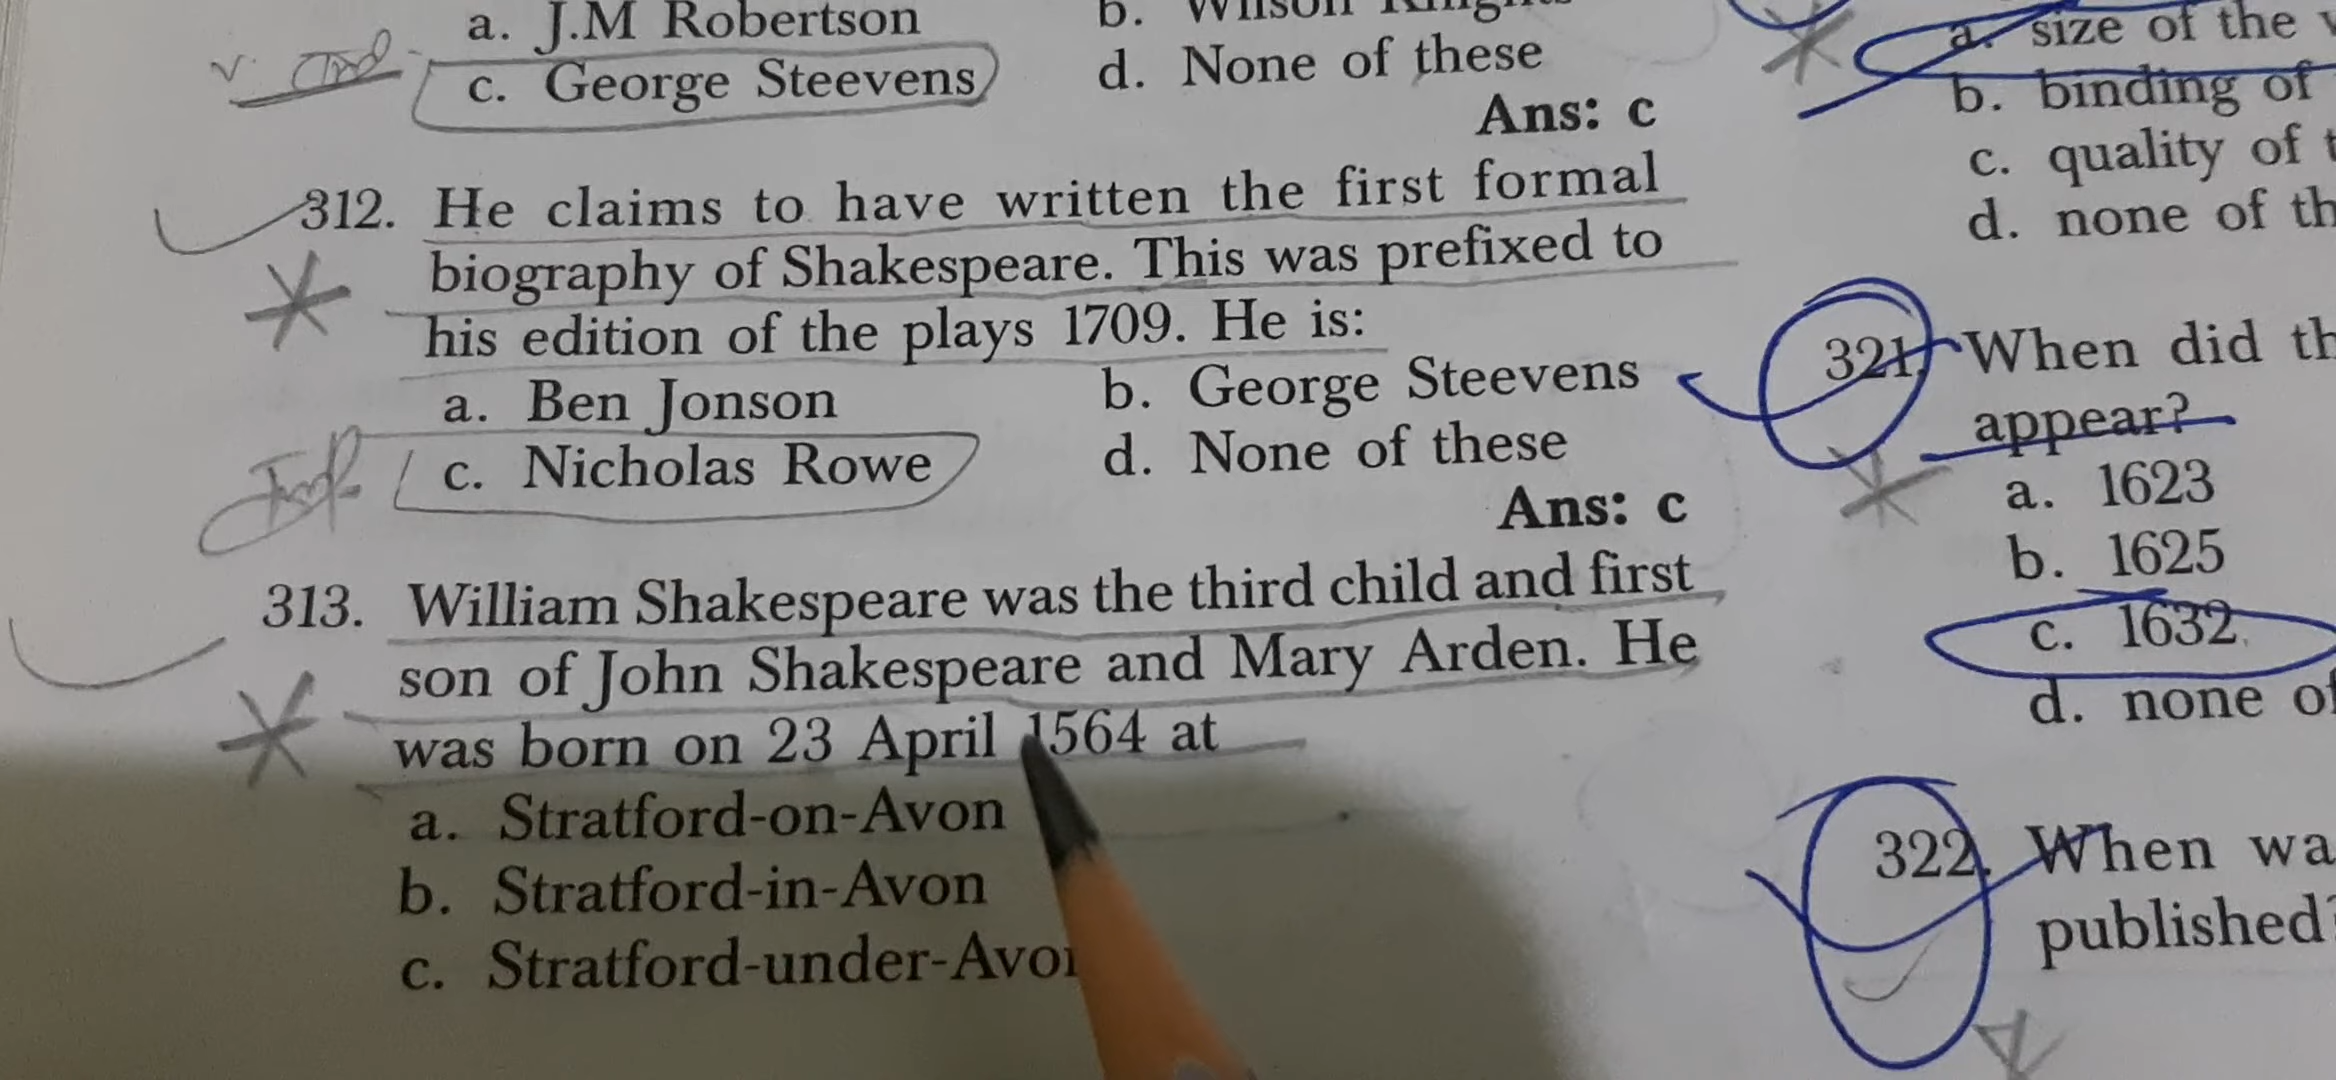 a. J.M Robertson
b. Wilson
c. George Steevens
d. None of these
Ans: c
312. He claims to have written the first formal
biography of Shakespeare. This was prefixed to
his edition of the plays 1709. He is:
a. Ben Jonson
b. George Steevens
c. Nicholas Rowe
d. None of these
Ans: c
313. William Shakespeare was the third child and first
son of John Shakespeare and Mary Arden. He
was born on 23 April 1564 at
a. Stratford-on-Avon
b. Stratford-in-Avon
c. Stratford-under-Avon
a. size of the
b. binding of
c. quality of
d. none of th
321. When did th
appear?
a. 1623
b. 1625
c. 1632
d. none of
322. When wa
published?